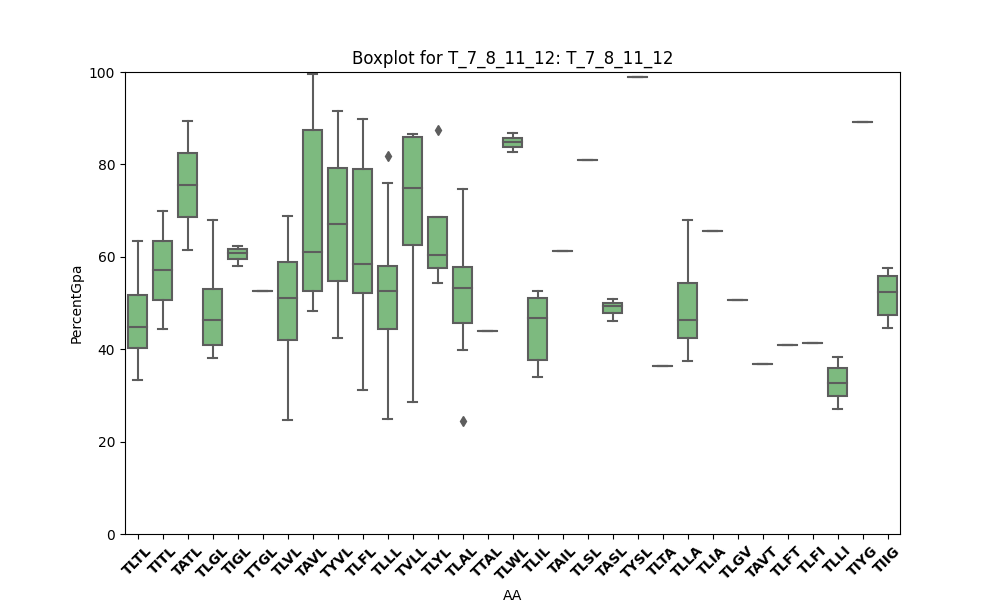 Boxplot for T_7_8_11_12: T_7_8_11_12
100
80
60
40
20
0
PercentGpa
TLTL TITL TATL TLGL TIGL TTGL TLVL TAVL TYVL TLFL TLLL TVLL TLYL TLAL TTAL TLWL TLIL TAIL TLSL TASL TYSL TLTA TLLA TLIA TLGV TAVT TLFT TLFI TLLI TIYG TIIG
AA